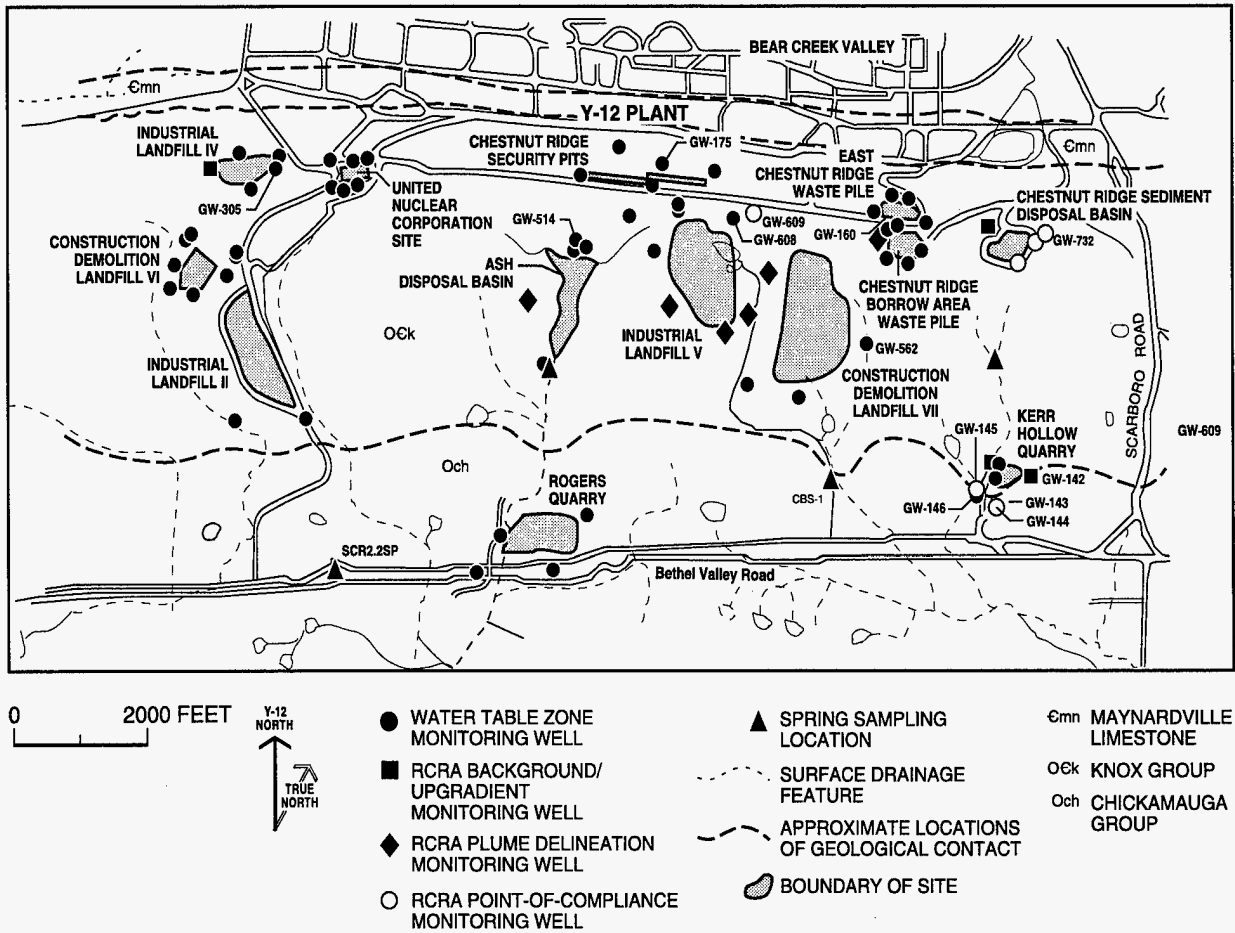 BEAR CREEK VALLEY
Єmn
Y-12 PLANT
INDUSTRIAL
LANDFILL IV
CHESTNUT RIDGE
SECURITY PITS
GW-175
EAST
CHESTNUT RIDGE
WASTE PILE
Єmn
GW-305
UNITED
NUCLEAR
CORPORATION
SITE
CHESTNUT RIDGE SEDIMENT
DISPOSAL BASIN
GW-514
GW-609
GW-608
GW-160
GW-732
CONSTRUCTION
DEMOLITION
LANDFILL VI
ASH
DISPOSAL BASIN
CHESTNUT RIDGE
BORROW AREA
WASTE PILE
OЄk
INDUSTRIAL
LANDFILL V
GW-562
INDUSTRIAL
LANDFILL II
CONSTRUCTION
DEMOLITION
LANDFILL VII
SCARBORO ROAD
GW-609
Och
GW-145
KERR
HOLLOW
QUARRY
ROGERS
QUARRY
CBS-1
GW-142
GW-146
GW-143
GW-144
SCR2.2SP
Bethel Valley Road
0 2000 FEET
Y-12
NORTH
TRUE
NORTH
WATER TABLE ZONE
MONITORING WELL
RCRA BACKGROUND/
UPGRADIENT
MONITORING WELL
RCRA PLUME DELINEATION
MONITORING WELL
RCRA POINT-OF-COMPLIANCE
MONITORING WELL
SPRING SAMPLING
LOCATION
SURFACE DRAINAGE
FEATURE
APPROXIMATE LOCATIONS
OF GEOLOGICAL CONTACT
BOUNDARY OF SITE
Єmn MAYNARDVILLE
LIMESTONE
OЄk KNOX GROUP
Och CHICKAMAUGA
GROUP